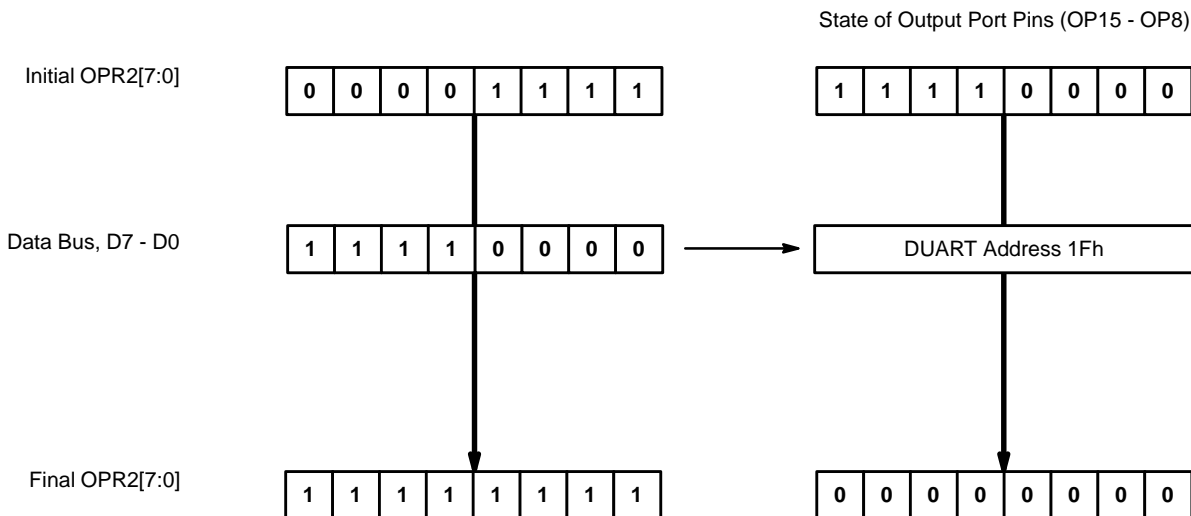 State of Output Port Pins (OP15 - OP8)
Initial OPR2[7:0] 0 0 0 0 1 1 1 1 1 1 1 1 0 0 0 0
Data Bus, D7 - D0 1 1 1 1 0 0 0 0 DUART Address 1Fh
Final OPR2[7:0] 1 1 1 1 1 1 1 1 0 0 0 0 0 0 0 0